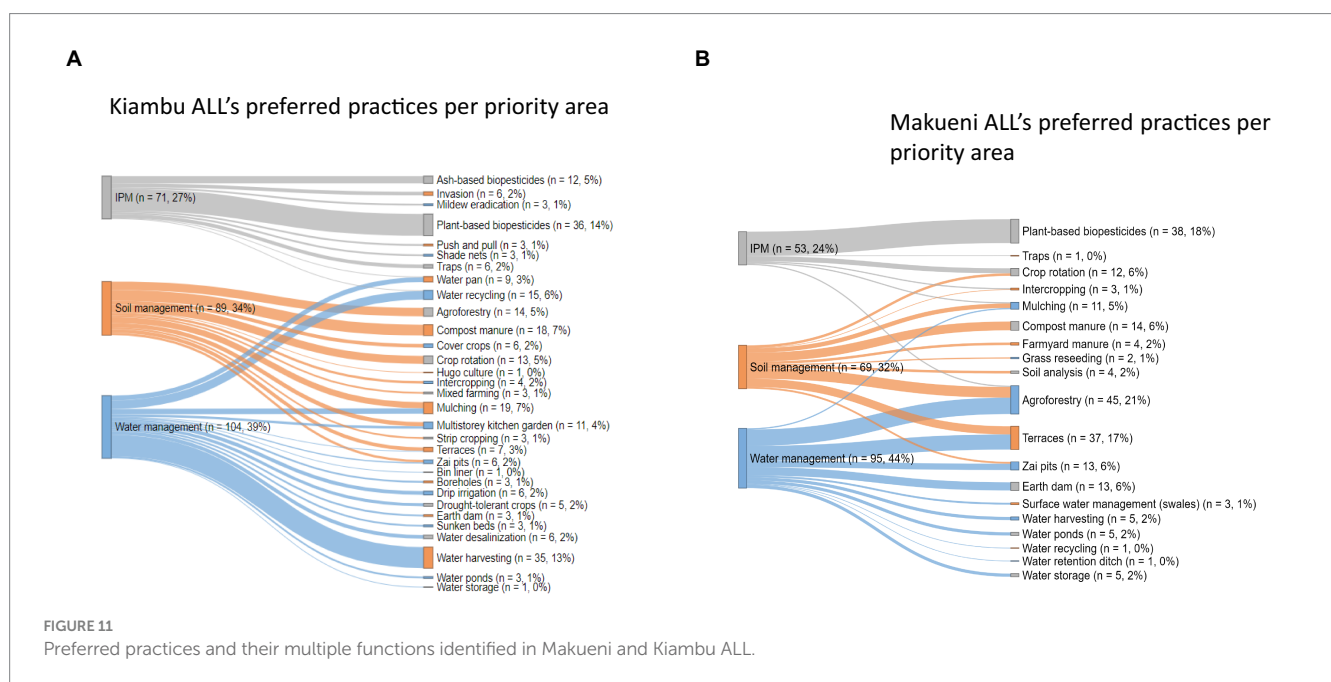 A
Kiambu ALL's preferred practices per priority area
IPM (n = 71, 27%)
Soil management (n = 89, 34%)
Water management (n = 104, 39%)
Ash-based biopesticides (n = 12, 5%)
Invasion (n = 6, 2%)
Mildew eradication (n = 3, 1%)
Plant-based biopesticides (n = 36, 14%)
Push and pull (n = 3, 1%)
Shade nets (n = 3, 1%)
Traps (n = 6, 2%)
Water pan (n = 9, 3%)
Water recycling (n = 15, 6%)
Agroforestry (n = 14, 5%)
Compost manure (n = 18, 7%)
Cover crops (n = 6, 2%)
Crop rotation (n = 13, 5%)
Hugo culture (n = 1, 0%)
Intercropping (n = 4, 2%)
Mixed farming (n = 3, 1%)
Mulching (n = 19, 7%)
Multistorey kitchen garden (n = 11, 4%)
Strip cropping (n = 3, 1%)
Terraces (n = 7, 3%)
Zai pits (n = 6, 2%)
Bin liner (n = 1, 0%)
Boreholes (n = 3, 1%)
Drip irrigation (n = 6, 2%)
Drought-tolerant crops (n = 5, 2%)
Earth dam (n = 3, 1%)
Sunken beds (n = 3, 1%)
Water desalinization (n = 6, 2%)
Water harvesting (n = 35, 13%)
Water ponds (n = 3, 1%)
Water storage (n = 1, 0%)
B
Makueni ALL's preferred practices per
priority area
IPM (n = 53, 24%)
Soil management (n = 69, 32%)
Water management (n = 95, 44%)
Plant-based biopesticides (n = 38, 18%)
Traps (n = 1, 0%)
Crop rotation (n = 12, 6%)
Intercropping (n = 3, 1%)
Mulching (n = 11, 5%)
Compost manure (n = 14, 6%)
Farmyard manure (n = 4, 2%)
Grass reseeding (n = 2, 1%)
Soil analysis (n = 4, 2%)
Agroforestry (n = 45, 21%)
Terraces (n = 37, 17%)
Zai pits (n = 13, 6%)
Earth dam (n = 13, 6%)
Surface water management (swales) (n = 3, 1%)
Water harvesting (n = 5, 2%)
Water ponds (n = 5, 2%)
Water recycling (n = 1, 0%)
Water retention ditch (n = 1, 0%)
Water storage (n = 5, 2%)
FIGURE 11
Preferred practices and their multiple functions identified in Makueni and Kiambu ALL.